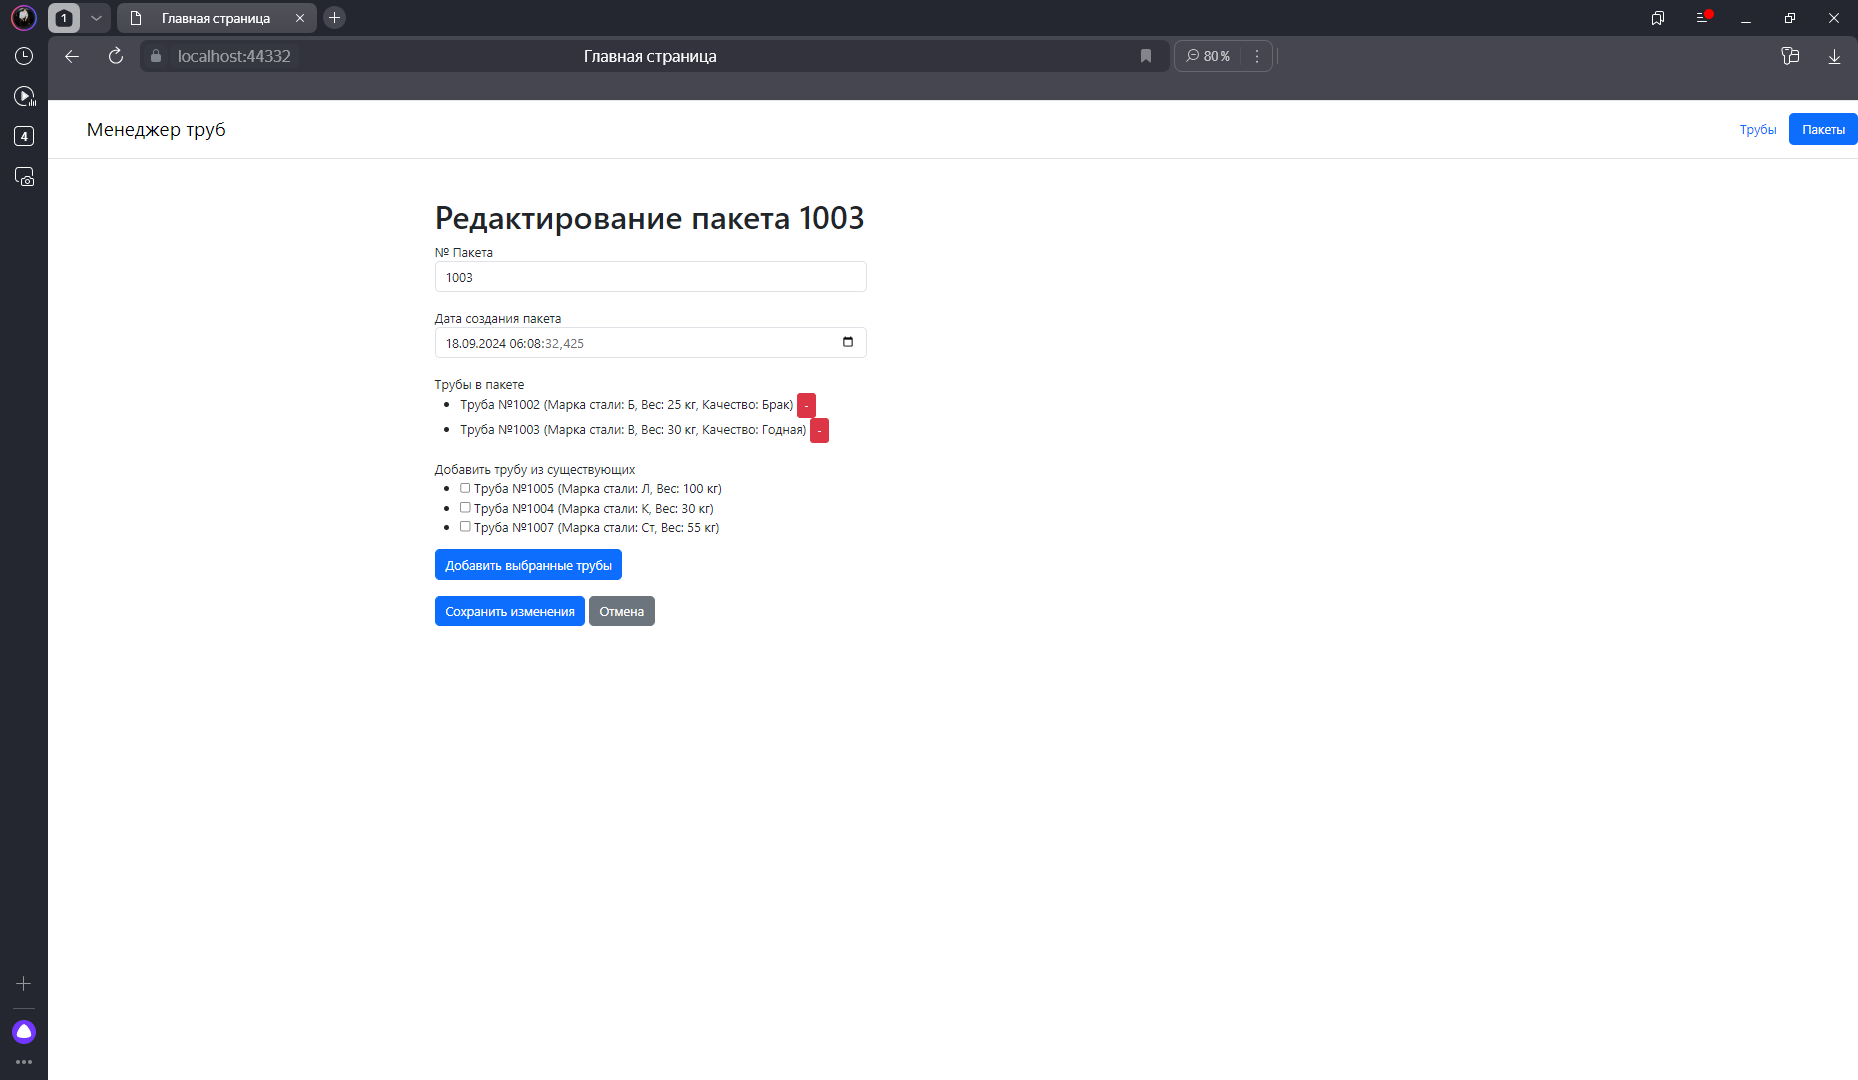 1
Главная страница
localhost:44332
Главная страница
80 %
4
Менеджер труб
Трубы
Пакеты
Редактирование пакета 1003
№ Пакета
1003
Дата создания пакета
18.09.2024 06:08:32,425
Трубы в пакете
Труба №1002 (Марка стали: Б, Вес: 25 кг, Качество: Брак) -
Труба №1003 (Марка стали: В, Вес: 30 кг, Качество: Годная) -
Добавить трубу из существующих
Труба №1005 (Марка стали: Л, Вес: 100 кг)
Труба №1004 (Марка стали: К, Вес: 30 кг)
Труба №1007 (Марка стали: Ст, Вес: 55 кг)
Добавить выбранные трубы
Сохранить изменения
Отмена